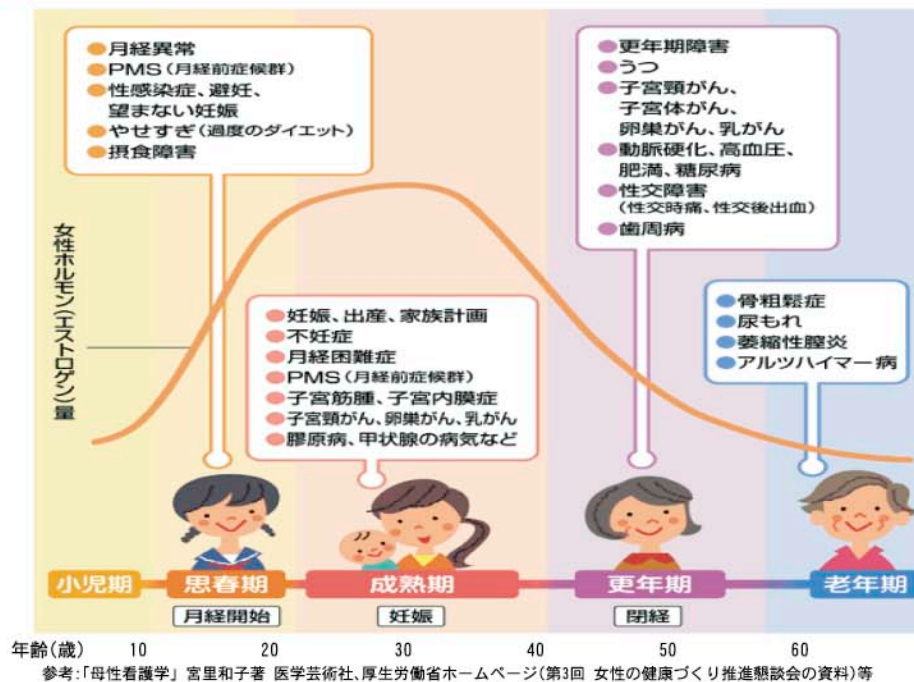 ●月経異常
●PMS(月経前症候群)
●性感染症、避妊、
望まない妊娠
●やせすぎ(過度のダイエット)
●摂食障害
●更年期障害
●うつ
●子宮頸がん、
子宮体がん、
卵巣がん、乳がん
●動脈硬化、高血圧、
肥満、糖尿病
●性交障害
(性交時痛、性交後出血)
●歯周病
女性ホルモン(エストロゲン)量
●妊娠、出産、家族計画
●不妊症
●月経困難症
●PMS(月経前症候群)
●子宮筋腫、子宮内膜症
●子宮頸がん、卵巣がん、乳がん
●膠原病、甲状腺の病気など
●骨粗鬆症
●尿もれ
●萎縮性膣炎
●アルツハイマー病
小児期 思春期 成熟期 更年期 老年期
月経開始 妊娠 閉経
年齢(歳) 10 20 30 40 50 60
参考:「母性看護学」 宮里和子著 医学芸術社、厚生労働省ホームページ(第3回 女性の健康づくり推進懇談会の資料)等